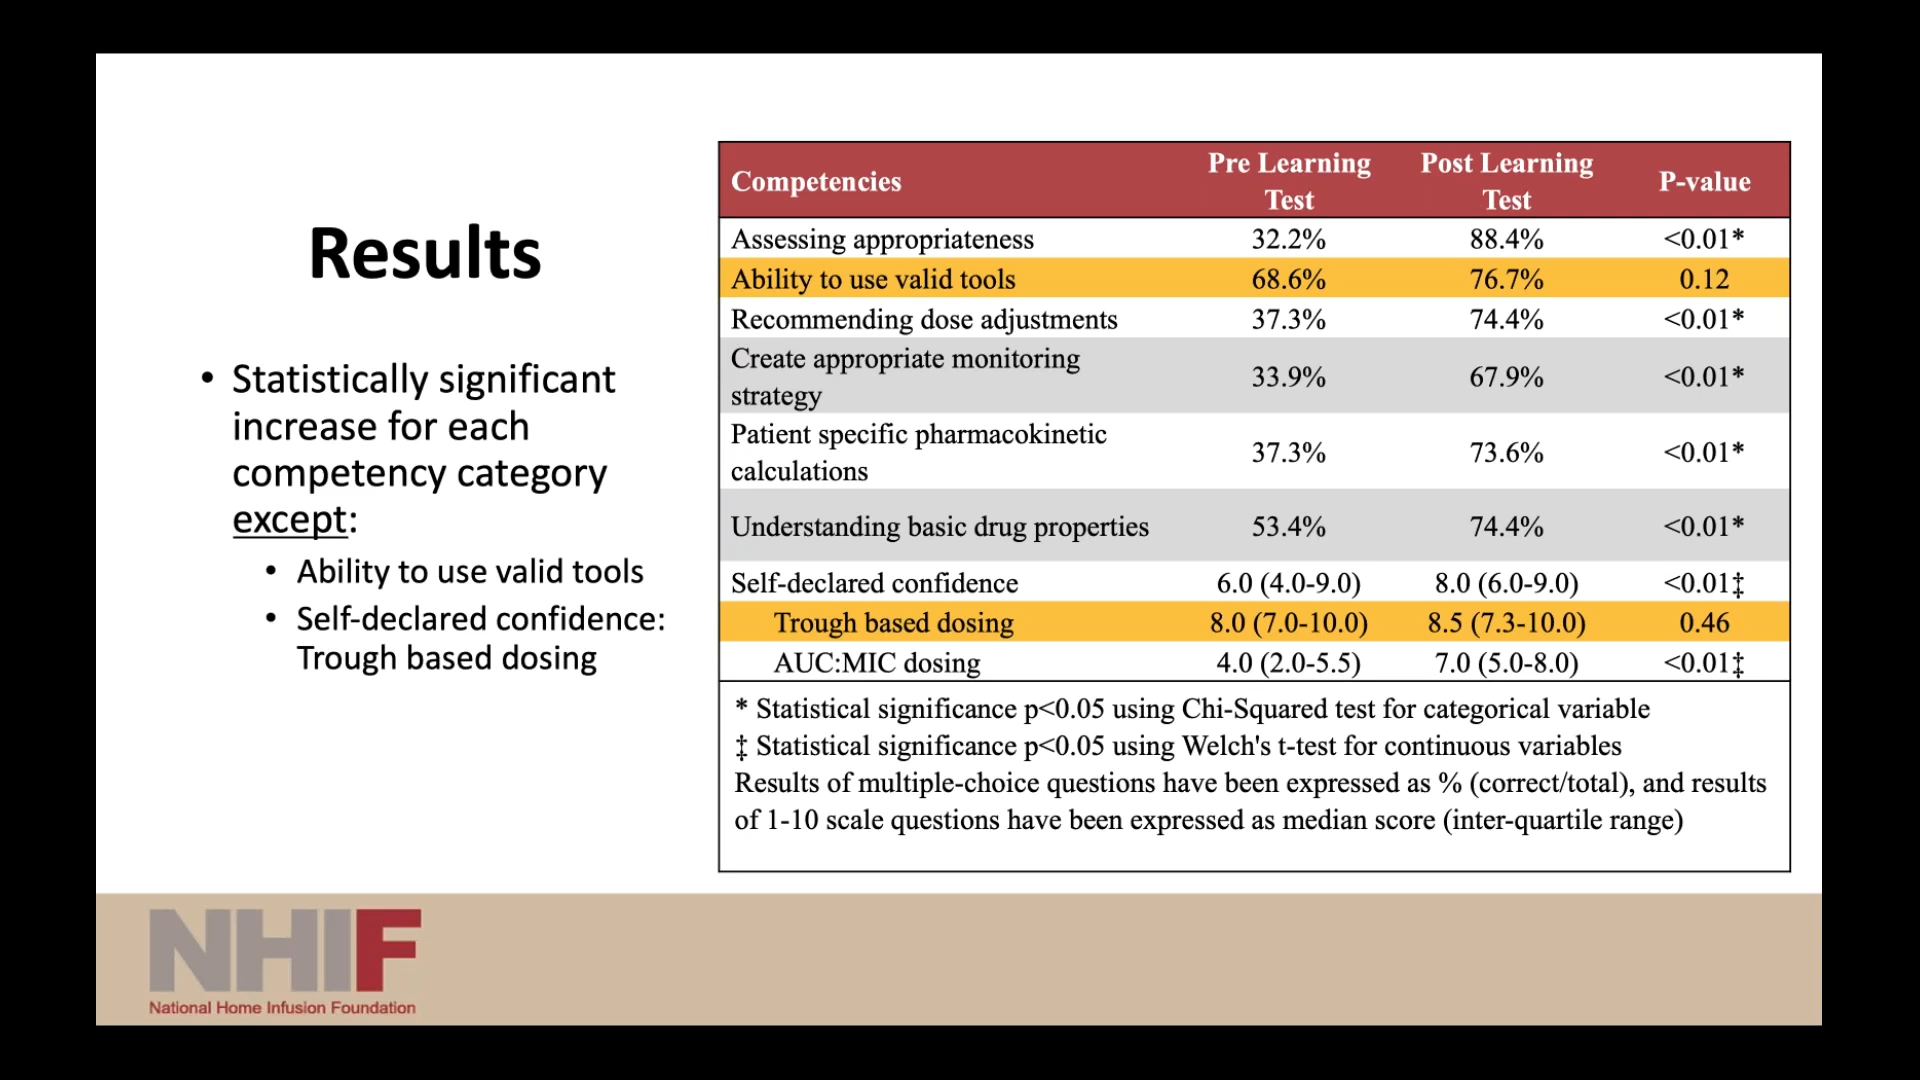 Results
• Statistically significant
increase for each
competency category
except:
• Ability to use valid tools
• Self-declared confidence:
Trough based dosing
Competencies Pre Learning Test Post Learning Test P-value
Assessing appropriateness 32.2% 88.4% <0.01*
Ability to use valid tools 68.6% 76.7% 0.12
Recommending dose adjustments 37.3% 74.4% <0.01*
Create appropriate monitoring
strategy 33.9% 67.9% <0.01*
Patient specific pharmacokinetic
calculations 37.3% 73.6% <0.01*
Understanding basic drug properties 53.4% 74.4% <0.01*
Self-declared confidence 6.0 (4.0-9.0) 8.0 (6.0-9.0) <0.01‡
Trough based dosing 8.0 (7.0-10.0) 8.5 (7.3-10.0) 0.46
AUC:MIC dosing 4.0 (2.0-5.5) 7.0 (5.0-8.0) <0.01‡
* Statistical significance p<0.05 using Chi-Squared test for categorical variable
‡ Statistical significance p<0.05 using Welch's t-test for continuous variables
Results of multiple-choice questions have been expressed as % (correct/total), and results
of 1-10 scale questions have been expressed as median score (inter-quartile range)
NHIF
National Home Infusion Foundation